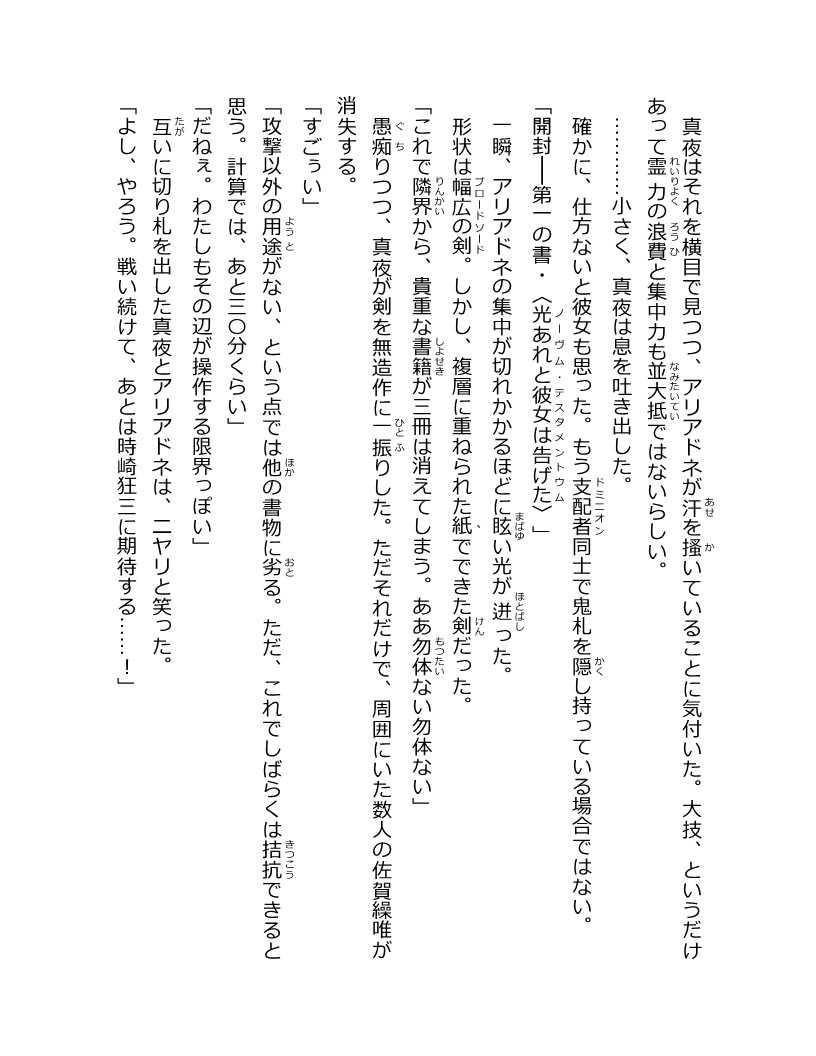 真夜はそれを横目で見つつ、アリアドネが汗を掻いていることに気付いた。大技、というだけ
あって霊力の浪費と集中力も並大抵ではないらしい。
…………小さく、真夜は息を吐き出した。
確かに、仕方ないと彼女も思った。もう支配者同士で鬼札を隠し持っている場合ではない。
「開封──第一の書・〈光あれと彼女は告げた〉」
一瞬、アリアドネの集中が切れかかるほどに眩い光が迸った。
形状は幅広の剣。しかし、複層に重ねられた紙でできた剣だった。
「これで隣界から、貴重な書籍が三冊は消えてしまう。ああ勿体ない勿体ない」
愚痴りつつ、真夜が剣を無造作に一振りした。ただそれだけで、周囲にいた数人の佐賀繰唯が
消失する。
「すごぅい」
「攻撃以外の用途がない、という点では他の書物に劣る。ただ、これでしばらくは拮抗できると
思う。計算では、あと三〇分くらい」
「だねぇ。わたしもその辺が操作する限界っぽい」
互いに切り札を出した真夜とアリアドネは、ニヤリと笑った。
「よし、やろう。戦い続けて、あとは時崎狂三に期待する……！」